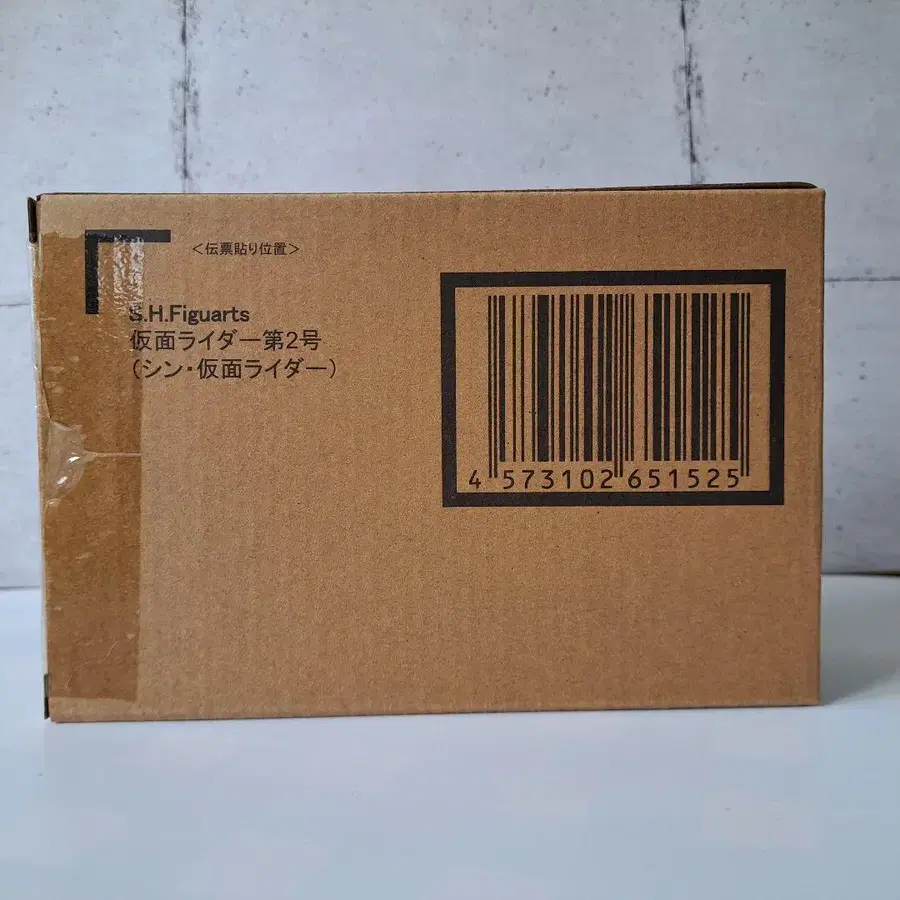 ＜伝票貼り位置＞
S.H.Figuarts
仮面ライダー第2号
（シン・仮面ライダー）
4 573102 651525